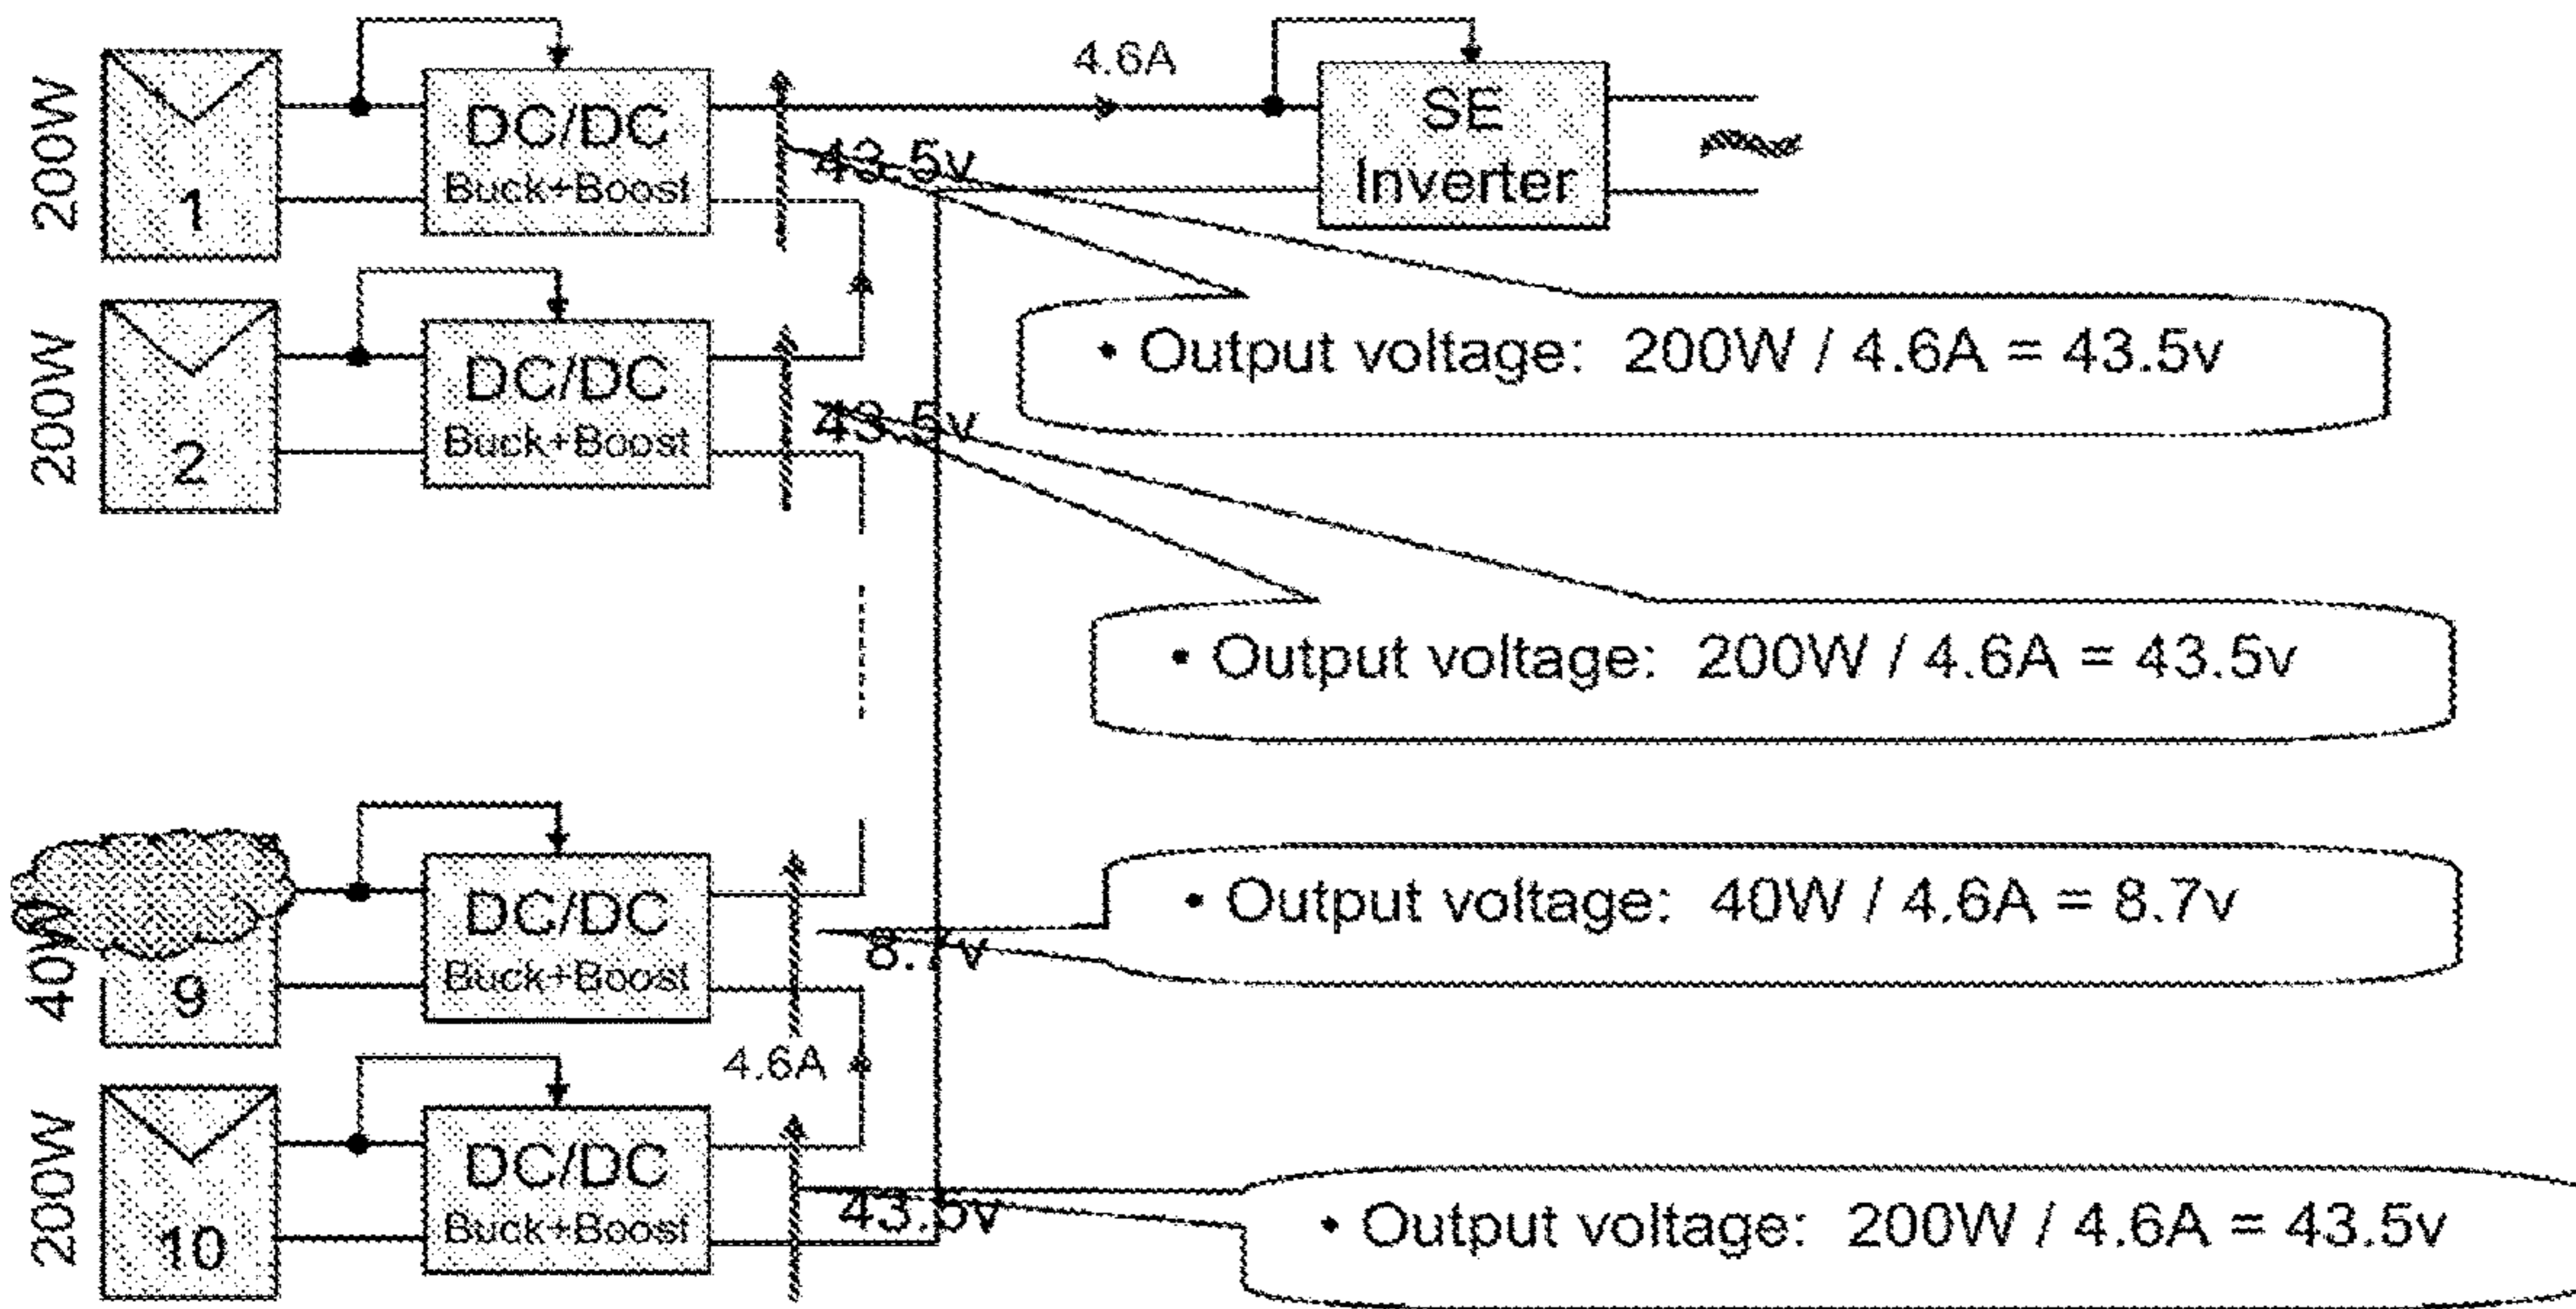 200W
1
DC/DC
Buck+Boost
43.5v
4.6A
SE
Inverter
• Output voltage: 200W / 4.6A = 43.5v
200W
2
DC/DC
Buck+Boost
43.5v
• Output voltage: 200W / 4.6A = 43.5v
40W
9
DC/DC
Buck+Boost
8.7v
• Output voltage: 40W / 4.6A = 8.7v
4.6A
200W
10
DC/DC
Buck+Boost
43.5v
• Output voltage: 200W / 4.6A = 43.5v